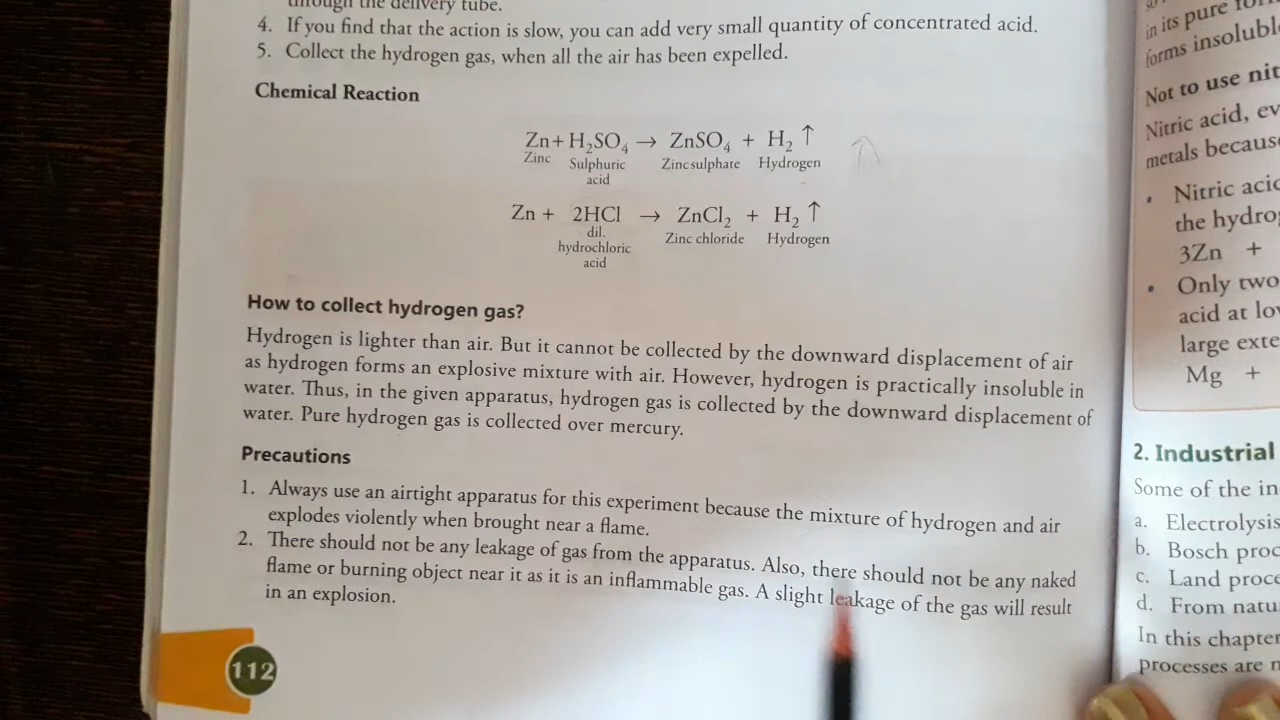 through the delivery tube.
4. If you find that the action is slow, you can add very small quantity of concentrated acid.
5. Collect the hydrogen gas, when all the air has been expelled.
Chemical Reaction
Zn + H₂SO₄ → ZnSO₄ + H₂ ↑
Zinc Sulphuric acid Zinc sulphate Hydrogen
Zn + 2HCl → ZnCl₂ + H₂ ↑
dil. hydrochloric acid Zinc chloride Hydrogen
How to collect hydrogen gas?
Hydrogen is lighter than air. But it cannot be collected by the downward displacement of air
as hydrogen forms an explosive mixture with air. However, hydrogen is practically insoluble in
water. Thus, in the given apparatus, hydrogen gas is collected by the downward displacement of
water. Pure hydrogen gas is collected over mercury.
Precautions
1. Always use an airtight apparatus for this experiment because the mixture of hydrogen and air
explodes violently when brought near a flame.
2. There should not be any leakage of gas from the apparatus. Also, there should not be any naked
flame or burning object near it as it is an inflammable gas. A slight leakage of the gas will result
in an explosion.
112
in its pure
forms insolubl
Not to use nit
Nitric acid, ev
metals because
• Nitric acid
the hydro
3Zn +
• Only two
acid at lo
large exte
Mg +
2. Industrial
Some of the in
a. Electrolysis
b. Bosch proc
c. Land proce
d. From natu
In this chapter
processes are